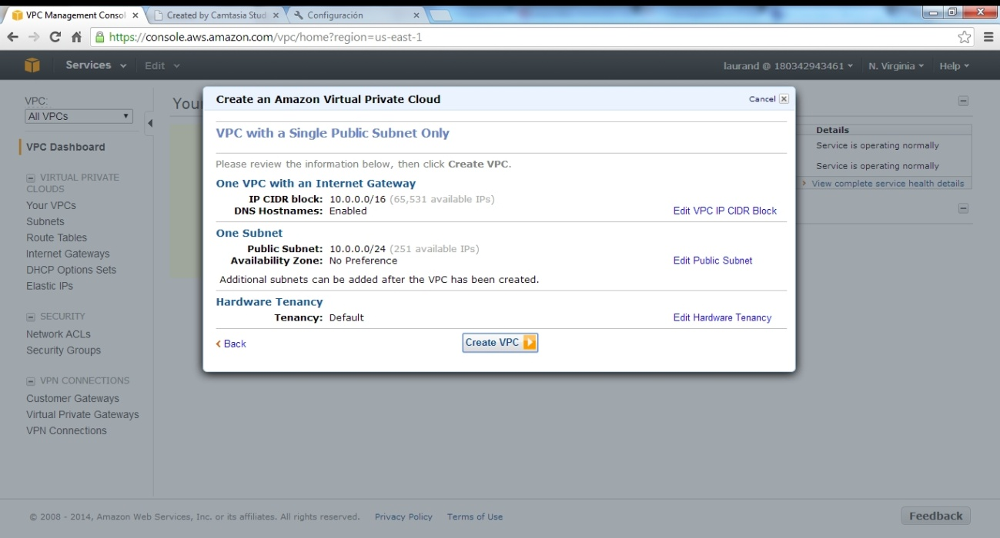 VPC Management Consol
Created by Camtasia Stud
Configuración
https://console.aws.amazon.com/vpc/home?region=us-east-1
Services
Edit
laurand @ 180342943461
N. Virginia
Help
VPC:
All VPCs
VPC Dashboard
VIRTUAL PRIVATE
CLOUDS
Your VPCs
Subnets
Route Tables
Internet Gateways
DHCP Options Sets
Elastic IPs
SECURITY
Network ACLs
Security Groups
VPN CONNECTIONS
Customer Gateways
Virtual Private Gateways
VPN Connections
Create an Amazon Virtual Private Cloud
Cancel
VPC with a Single Public Subnet Only
Please review the information below, then click Create VPC.
One VPC with an Internet Gateway
IP CIDR block: 10.0.0.0/16 (65,531 available IPs)
DNS Hostnames: Enabled
Edit VPC IP CIDR Block
One Subnet
Public Subnet: 10.0.0.0/24 (251 available IPs)
Availability Zone: No Preference
Edit Public Subnet
Additional subnets can be added after the VPC has been created.
Hardware Tenancy
Tenancy: Default
Edit Hardware Tenancy
Back
Create VPC
Details
Service is operating normally
Service is operating normally
View complete service health details
© 2008 - 2014, Amazon Web Services, Inc. or its affiliates. All rights reserved.
Privacy Policy
Terms of Use
Feedback